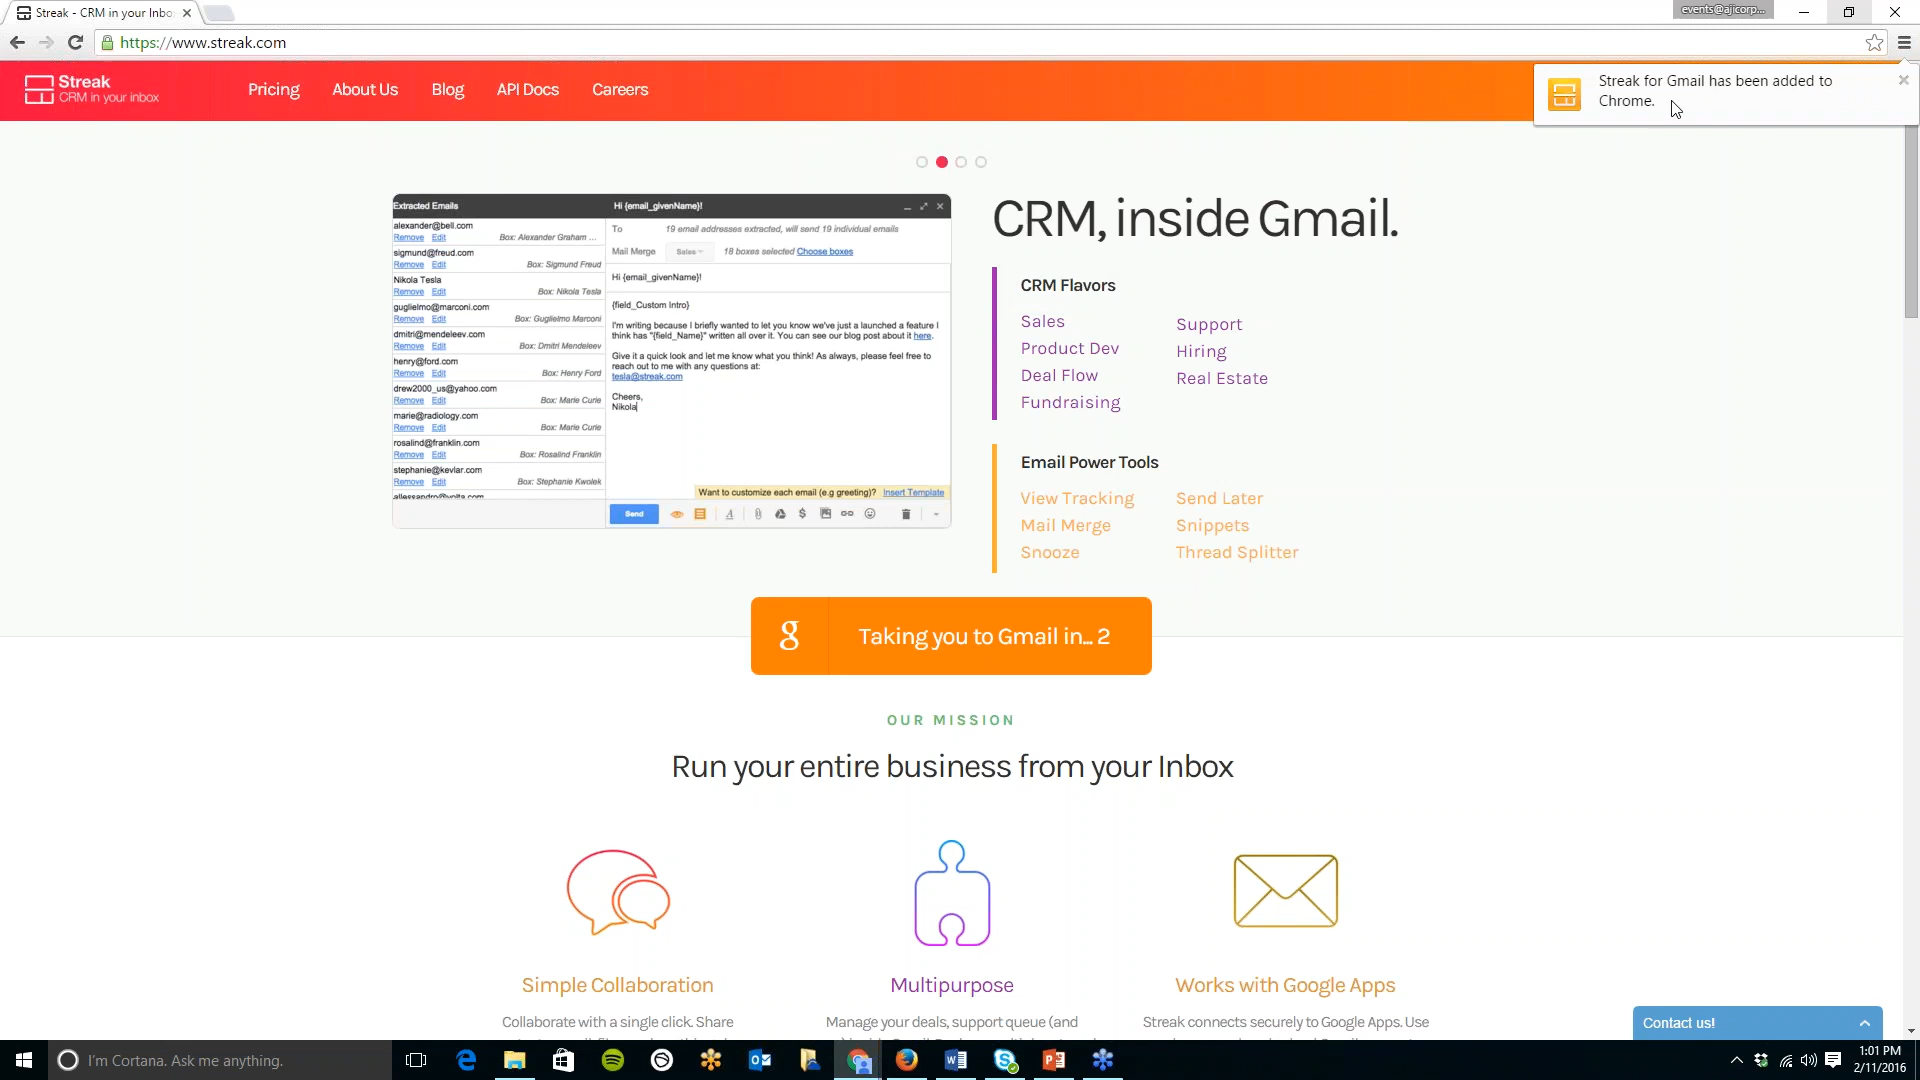 Streak - CRM in your Inbo
events@ajicorp...
https://www.streak.com
Streak
CRM in your inbox
Pricing
About Us
Blog
API Docs
Careers
Streak for Gmail has been added to
Chrome.
Extracted Emails
alexander@bell.com
Remove Edit Box: Alexander Graham ...
sigmund@freud.com
Remove Edit Box: Sigmund Freud
Nikola Tesla
Remove Edit Box: Nikola Tesla
guglielmo@marconi.com
Remove Edit Box: Guglielmo Marconi
dmitri@mendeleev.com
Remove Edit Box: Dmitri Mendeleev
henry@ford.com
Remove Edit Box: Henry Ford
drew2000_us@yahoo.com
Remove Edit Box: Marie Curie
marie@radiology.com
Remove Edit Box: Marie Curie
rosalind@franklin.com
Remove Edit Box: Rosalind Franklin
stephanie@kevlar.com
Remove Edit Box: Stephanie Kwolek
allessandro@volta.com
Hi {email_givenName}!
To 19 email addresses extracted, will send 19 individual emails
Mail Merge Sales 18 boxes selected Choose boxes
Hi {email_givenName}!
{field_Custom Intro}
I'm writing because I briefly wanted to let you know we've just a launched a feature I
think has "{field_Name}" written all over it. You can see our blog post about it here.
Give it a quick look and let me know what you think! As always, please feel free to
reach out to me with any questions at:
tesla@streak.com
Cheers,
Nikola
Want to customize each email (e.g greeting)? Insert Template
Send
CRM, inside Gmail.
CRM Flavors
Sales
Product Dev
Deal Flow
Fundraising
Support
Hiring
Real Estate
Email Power Tools
View Tracking
Mail Merge
Snooze
Send Later
Snippets
Thread Splitter
g
Taking you to Gmail in... 2
OUR MISSION
Run your entire business from your Inbox
Simple Collaboration
Collaborate with a single click. Share
Multipurpose
Manage your deals, support queue (and
Works with Google Apps
Streak connects securely to Google Apps. Use
Contact us!
I'm Cortana. Ask me anything.
1:01 PM
2/11/2016